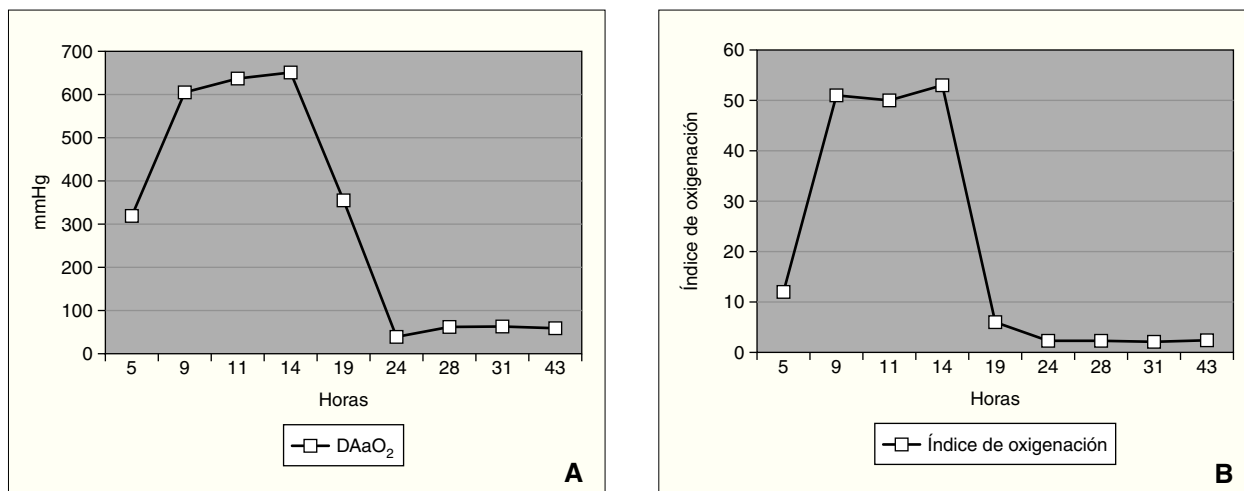 700
600
500
400
300
200
100
0
mmHg
5 9 11 14 19 24 28 31 43
Horas
DAaO₂
A
60
50
40
30
20
10
0
Índice de oxigenación
5 9 11 14 19 24 28 31 43
Horas
Índice de oxigenación
B